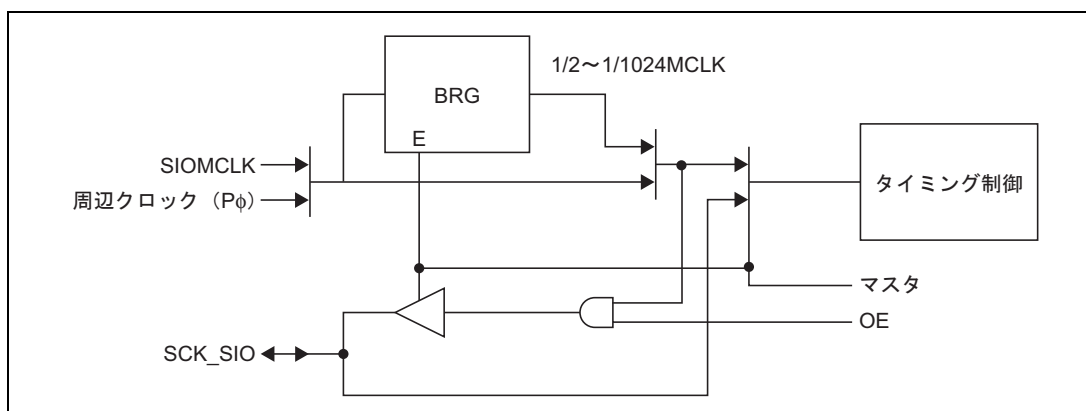 1/2～1/1024MCLK
BRG
E
SIOMCLK
周辺クロック（Pφ）
タイミング制御
マスタ
OE
SCK_SIO